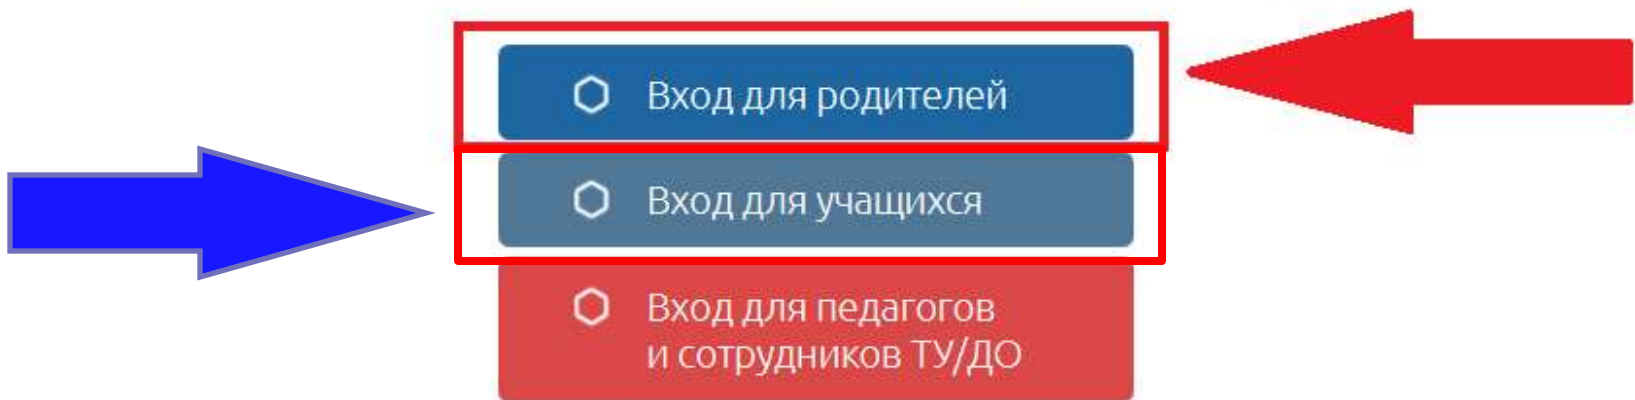 Вход для родителей
Вход для учащихся
Вход для педагогов
и сотрудников ТУ/ДО